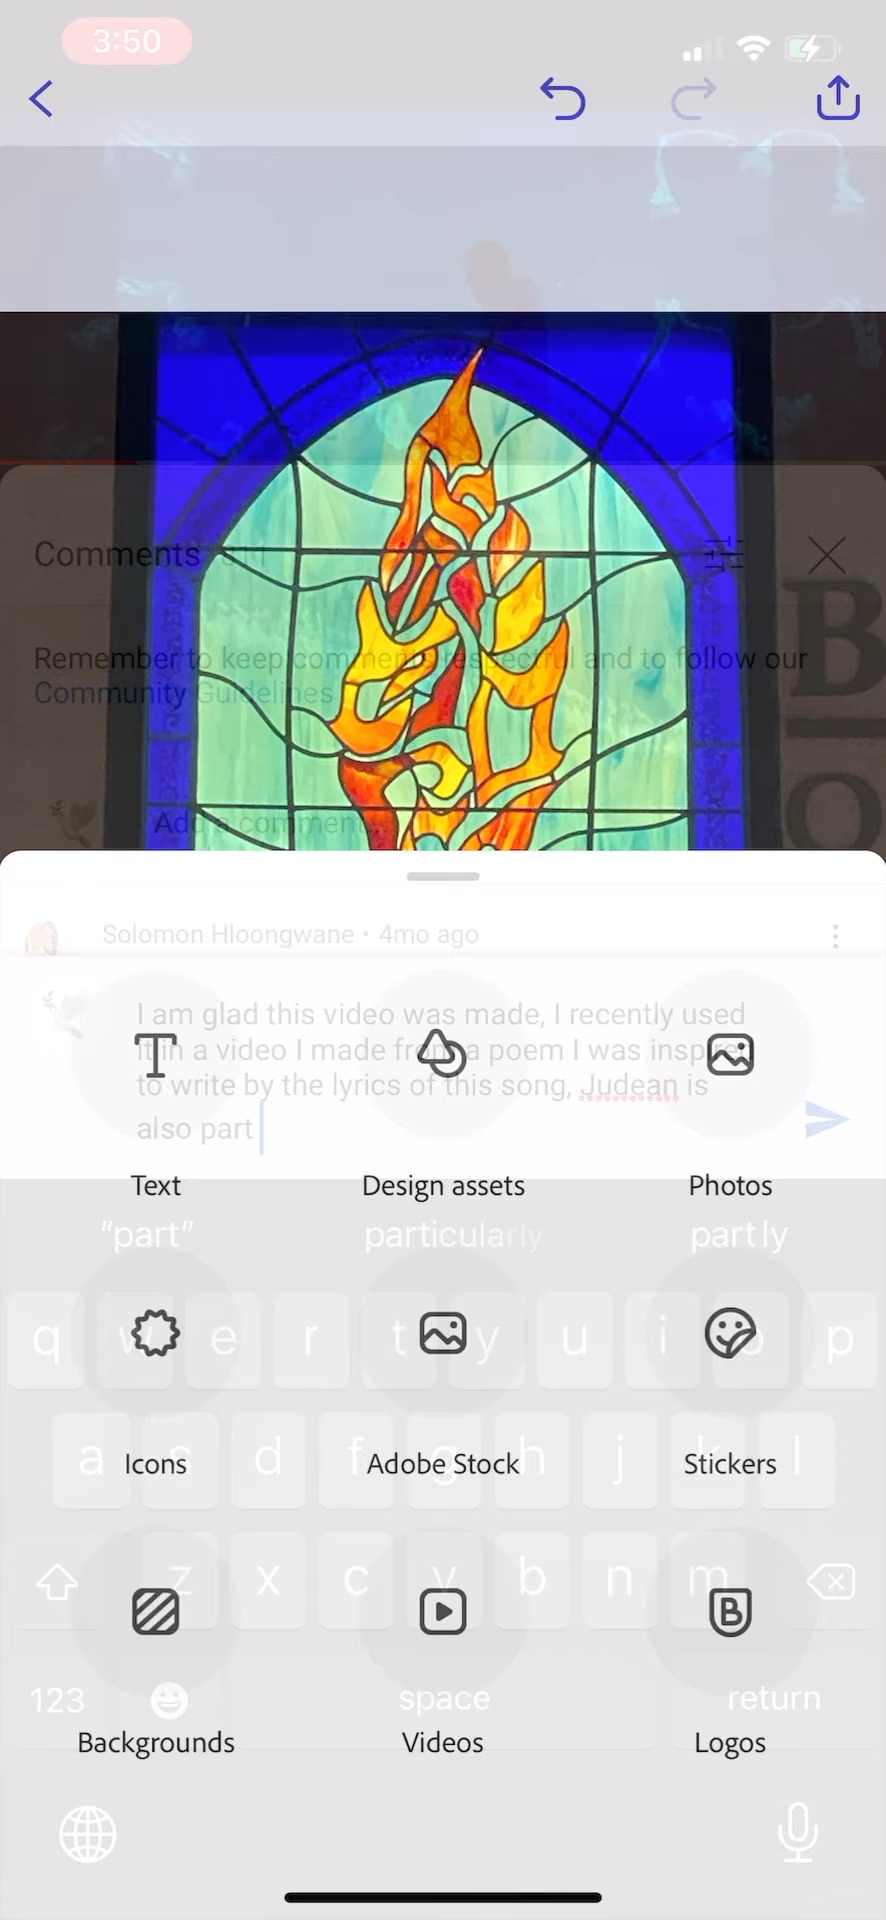 3:50
Comments
Remember to keep comments respectful and to follow our
Community Guidelines
B
O
Add a comment
Solomon Hloongwane • 4mo ago
I am glad this video was made, I recently used
it in a video I made from a poem I was inspired
to write by the lyrics of this song, Judean is
also part
Text Design assets Photos
“part” particularly partly
q w e r t y u i o p
Icons Adobe Stock Stickers
a s d f g h j k l
z x c v b n m
B
123 space return
Backgrounds Videos Logos